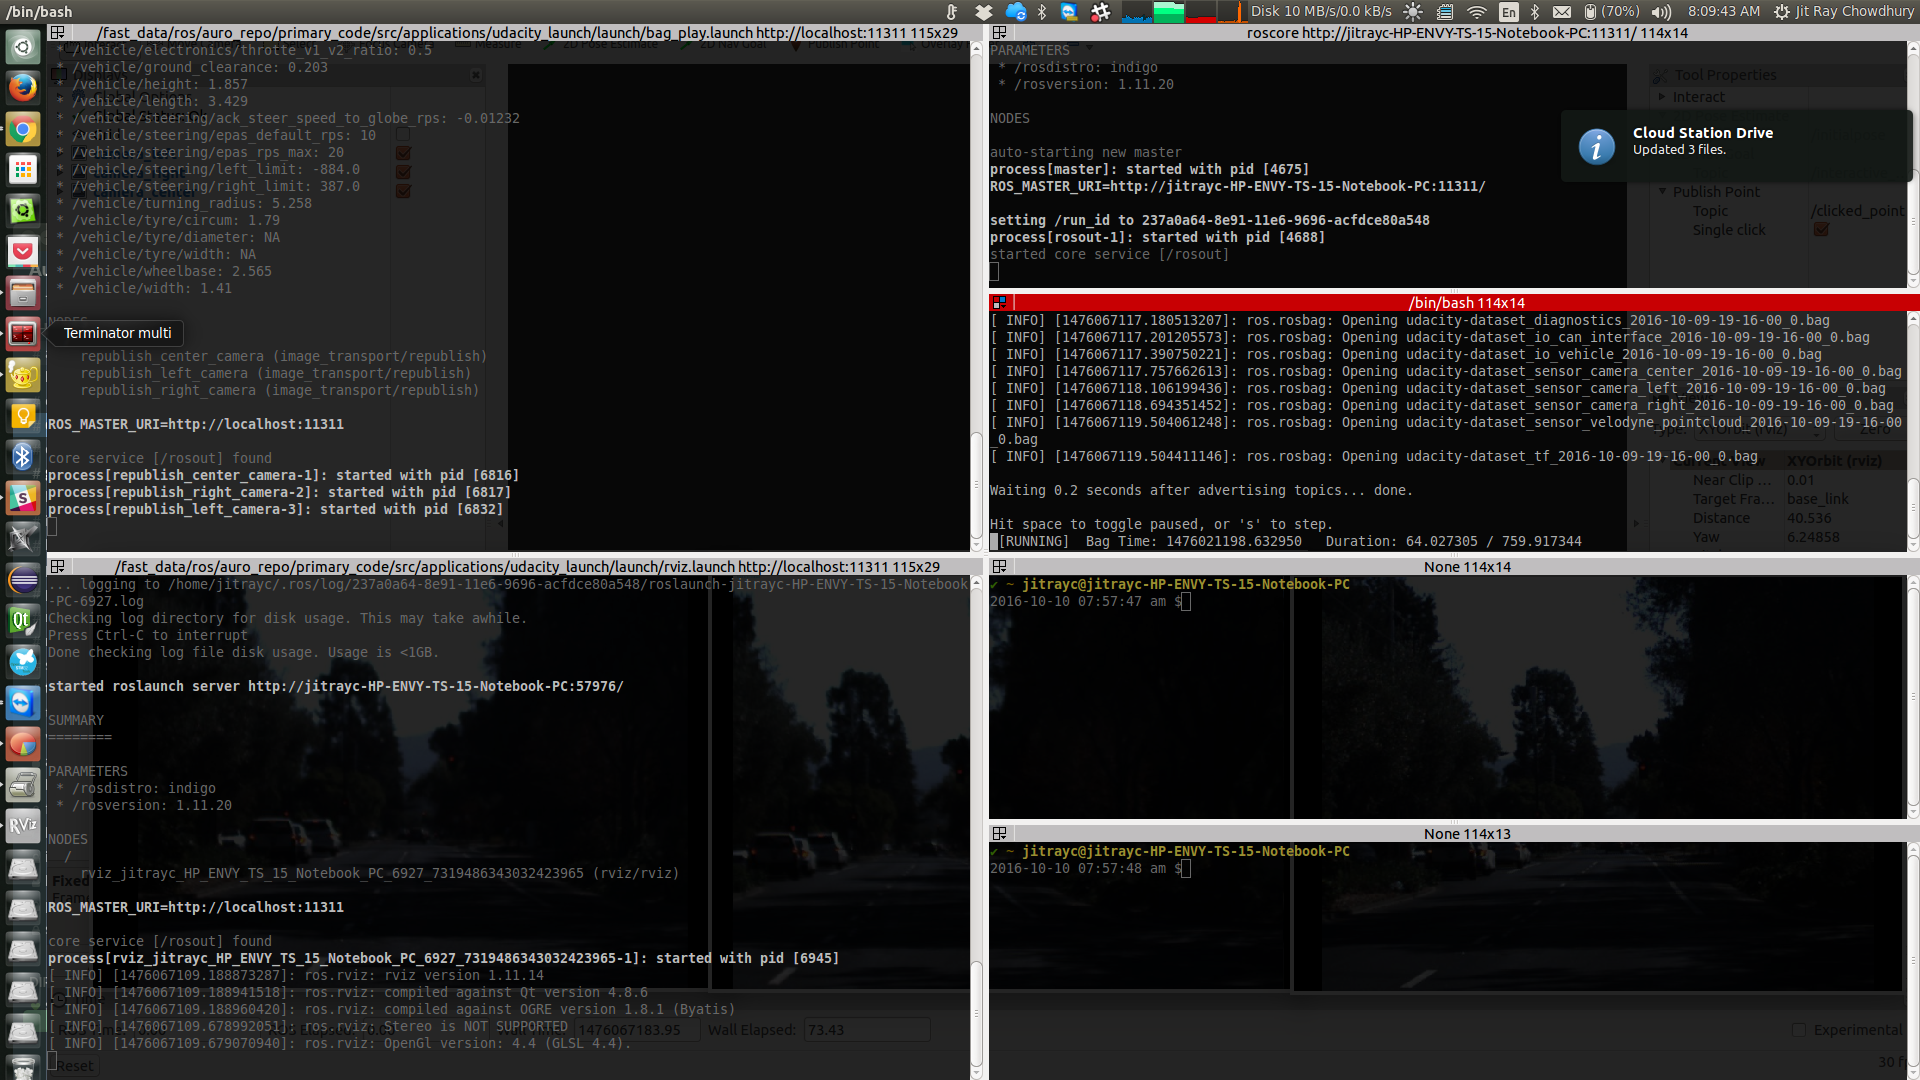 /bin/bash
Disk 10 MB/s/0.0 kB/s
En
(70%)
8:09:43 AM
Jit Ray Chowdhury
/fast_data/ros/auro_repo/primary_code/src/applications/udacity_launch/launch/bag_play.launch http://localhost:11311 115x29
* /vehicle/electronics/throttle_v1_v2_ratio: 0.5
* /vehicle/ground_clearance: 0.203
* /vehicle/height: 1.857
* /vehicle/length: 3.429
* /vehicle/steering/ack_steer_speed_to_globe_rps: -0.01232
* /vehicle/steering/epas_default_rps: 10
* /vehicle/steering/epas_rps_max: 20
* /vehicle/steering/left_limit: -884.0
* /vehicle/steering/right_limit: 387.0
* /vehicle/turning_radius: 5.258
* /vehicle/tyre/circum: 1.79
* /vehicle/tyre/diameter: NA
* /vehicle/tyre/width: NA
* /vehicle/wheelbase: 2.565
* /vehicle/width: 1.41
Terminator multi
republish_center_camera (image_transport/republish)
republish_left_camera (image_transport/republish)
republish_right_camera (image_transport/republish)
ROS_MASTER_URI=http://localhost:11311
core service [/rosout] found
process[republish_center_camera-1]: started with pid [6816]
process[republish_right_camera-2]: started with pid [6817]
process[republish_left_camera-3]: started with pid [6832]
/fast_data/ros/auro_repo/primary_code/src/applications/udacity_launch/launch/rviz.launch http://localhost:11311 115x29
... logging to /home/jitrayc/.ros/log/237a0a64-8e91-11e6-9696-acfdce80a548/roslaunch-jitrayc-HP-ENVY-TS-15-Notebook
-PC-6927.log
Checking log directory for disk usage. This may take awhile.
Press Ctrl-C to interrupt
Done checking log file disk usage. Usage is <1GB.
started roslaunch server http://jitrayc-HP-ENVY-TS-15-Notebook-PC:57976/
SUMMARY
========
PARAMETERS
* /rosdistro: indigo
* /rosversion: 1.11.20
NODES
/
rviz_jitrayc_HP_ENVY_TS_15_Notebook_PC_6927_7319486343032423965 (rviz/rviz)
ROS_MASTER_URI=http://localhost:11311
core service [/rosout] found
process[rviz_jitrayc_HP_ENVY_TS_15_Notebook_PC_6927_7319486343032423965-1]: started with pid [6945]
[ INFO] [1476067109.188873287]: ros.rviz: rviz version 1.11.14
[ INFO] [1476067109.188941518]: ros.rviz: compiled against Qt version 4.8.6
[ INFO] [1476067109.188960420]: ros.rviz: compiled against OGRE version 1.8.1 (Byatis)
[ INFO] [1476067109.678992051]: ros.rviz: Stereo is NOT SUPPORTED
[ INFO] [1476067109.679070940]: ros.rviz: OpenGl version: 4.4 (GLSL 4.4).
1476067183.95
Wall Elapsed:
73.43
Reset
roscore http://jitrayc-HP-ENVY-TS-15-Notebook-PC:11311/ 114x14
PARAMETERS
* /rosdistro: indigo
* /rosversion: 1.11.20
NODES
auto-starting new master
process[master]: started with pid [4675]
ROS_MASTER_URI=http://jitrayc-HP-ENVY-TS-15-Notebook-PC:11311/
setting /run_id to 237a0a64-8e91-11e6-9696-acfdce80a548
process[rosout-1]: started with pid [4688]
started core service [/rosout]
Tool Properties
Interact
Cloud Station Drive
Updated 3 files.
Publish Point
Topic
/clicked_point
Single click
/bin/bash 114x14
[ INFO] [1476067117.180513207]: ros.rosbag: Opening udacity-dataset_diagnostics_2016-10-09-19-16-00_0.bag
[ INFO] [1476067117.201205573]: ros.rosbag: Opening udacity-dataset_io_can_interface_2016-10-09-19-16-00_0.bag
[ INFO] [1476067117.390750221]: ros.rosbag: Opening udacity-dataset_io_vehicle_2016-10-09-19-16-00_0.bag
[ INFO] [1476067117.757662613]: ros.rosbag: Opening udacity-dataset_sensor_camera_center_2016-10-09-19-16-00_0.bag
[ INFO] [1476067118.106199436]: ros.rosbag: Opening udacity-dataset_sensor_camera_left_2016-10-09-19-16-00_0.bag
[ INFO] [1476067118.694351452]: ros.rosbag: Opening udacity-dataset_sensor_camera_right_2016-10-09-19-16-00_0.bag
[ INFO] [1476067119.504061248]: ros.rosbag: Opening udacity-dataset_sensor_velodyne_pointcloud_2016-10-09-19-16-00
_0.bag
[ INFO] [1476067119.504411146]: ros.rosbag: Opening udacity-dataset_tf_2016-10-09-19-16-00_0.bag
Waiting 0.2 seconds after advertising topics... done.
Hit space to toggle paused, or 's' to step.
[RUNNING]  Bag Time: 1476021198.632950   Duration: 64.027305 / 759.917344
Current View
XYOrbit (rviz)
Near Clip ...
0.01
Target Fra...
base_link
Distance
40.536
Yaw
6.24858
None 114x14
✔ ~ jitrayc@jitrayc-HP-ENVY-TS-15-Notebook-PC
2016-10-10 07:57:47 am $
None 114x13
✔ ~ jitrayc@jitrayc-HP-ENVY-TS-15-Notebook-PC
2016-10-10 07:57:48 am $
Experimental
RViz
Qt